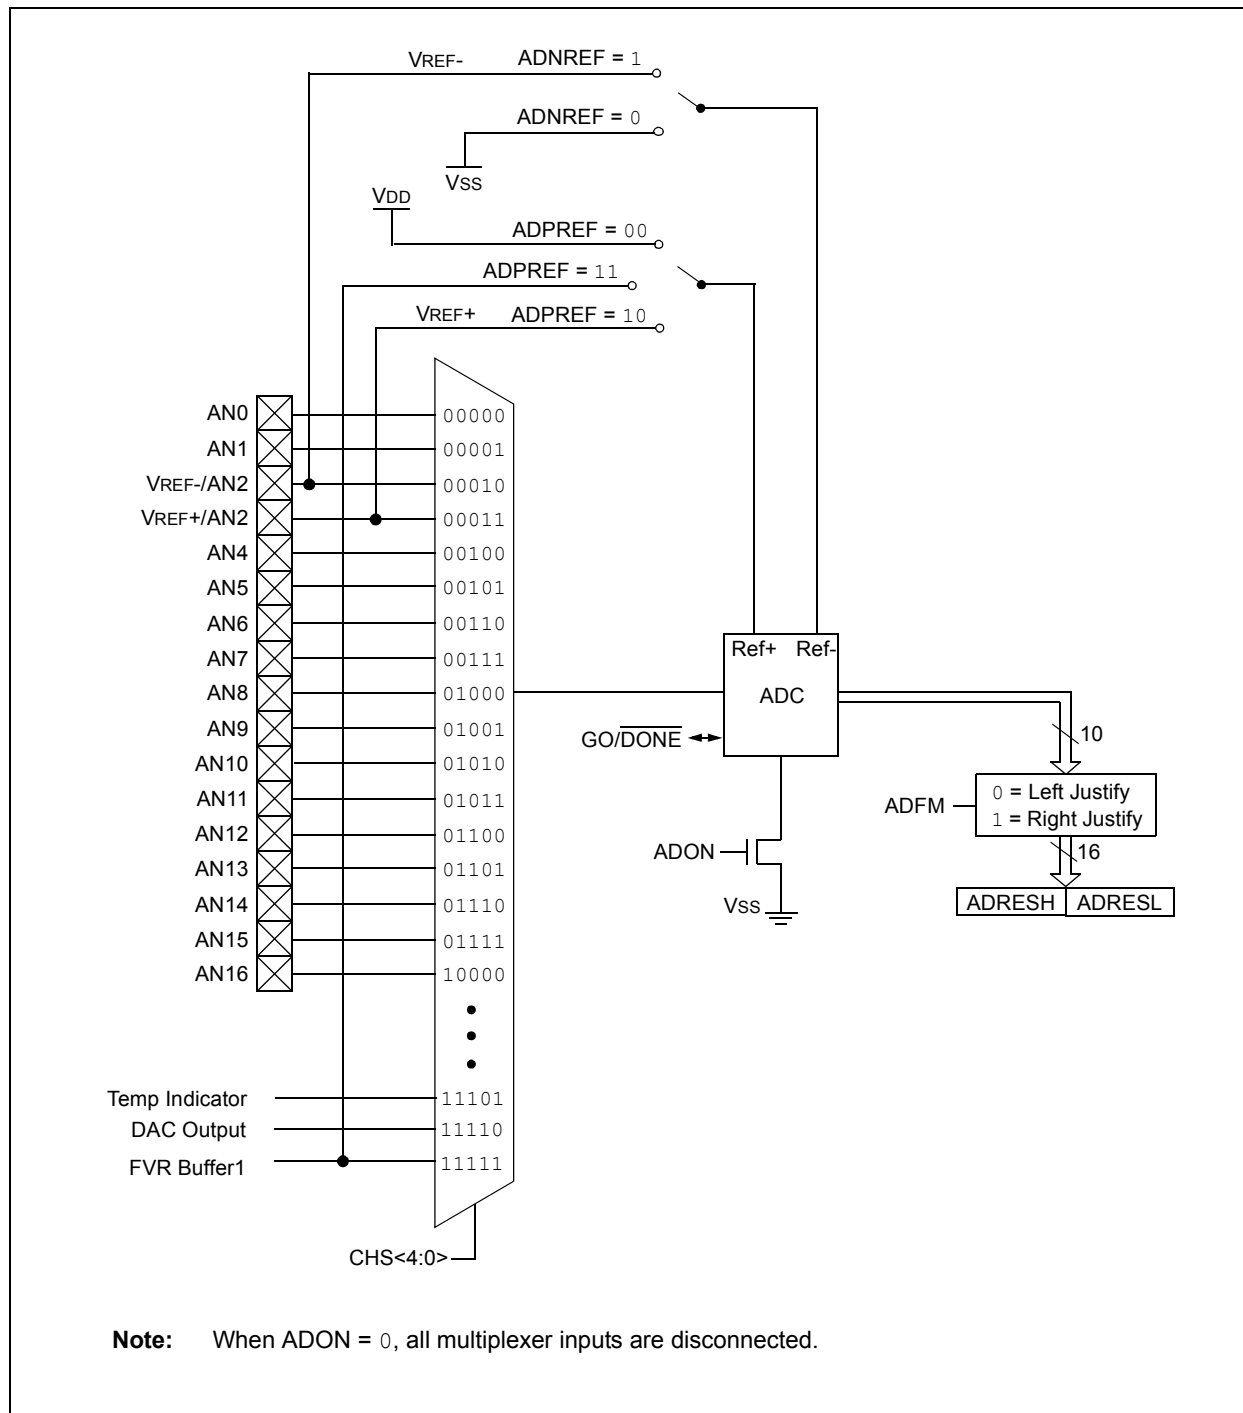 VREF- ADNREF = 1
ADNREF = 0
VSS
VDD
ADPREF = 00
ADPREF = 11
VREF+ ADPREF = 10
AN0 00000
AN1 00001
VREF-/AN2 00010
VREF+/AN2 00011
AN4 00100
AN5 00101
AN6 00110
Ref+ Ref-
AN7 00111
AN8 01000
ADC
AN9 01001
GO/DONE
10
AN10 01010
AN11 01011
ADFM
0 = Left Justify
1 = Right Justify
AN12 01100
ADON
16
AN13 01101
AN14 01110
VSS
ADRESH ADRESL
AN15 01111
AN16 10000
Temp Indicator 11101
DAC Output 11110
FVR Buffer1 11111
CHS<4:0>
Note: When ADON = 0, all multiplexer inputs are disconnected.